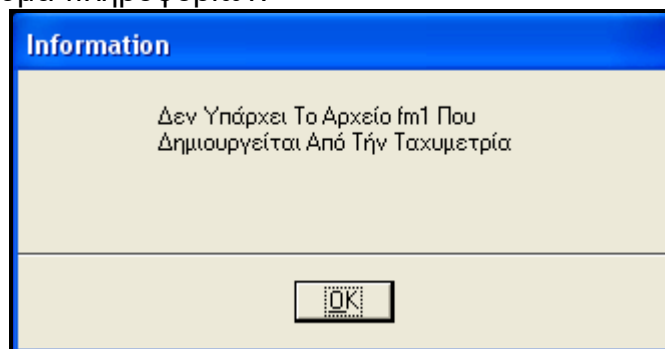 Information
Δεν Υπάρχει Το Αρχείο fm1 Που
Δημιουργείται Από Τήν Ταχυμετρία
OK